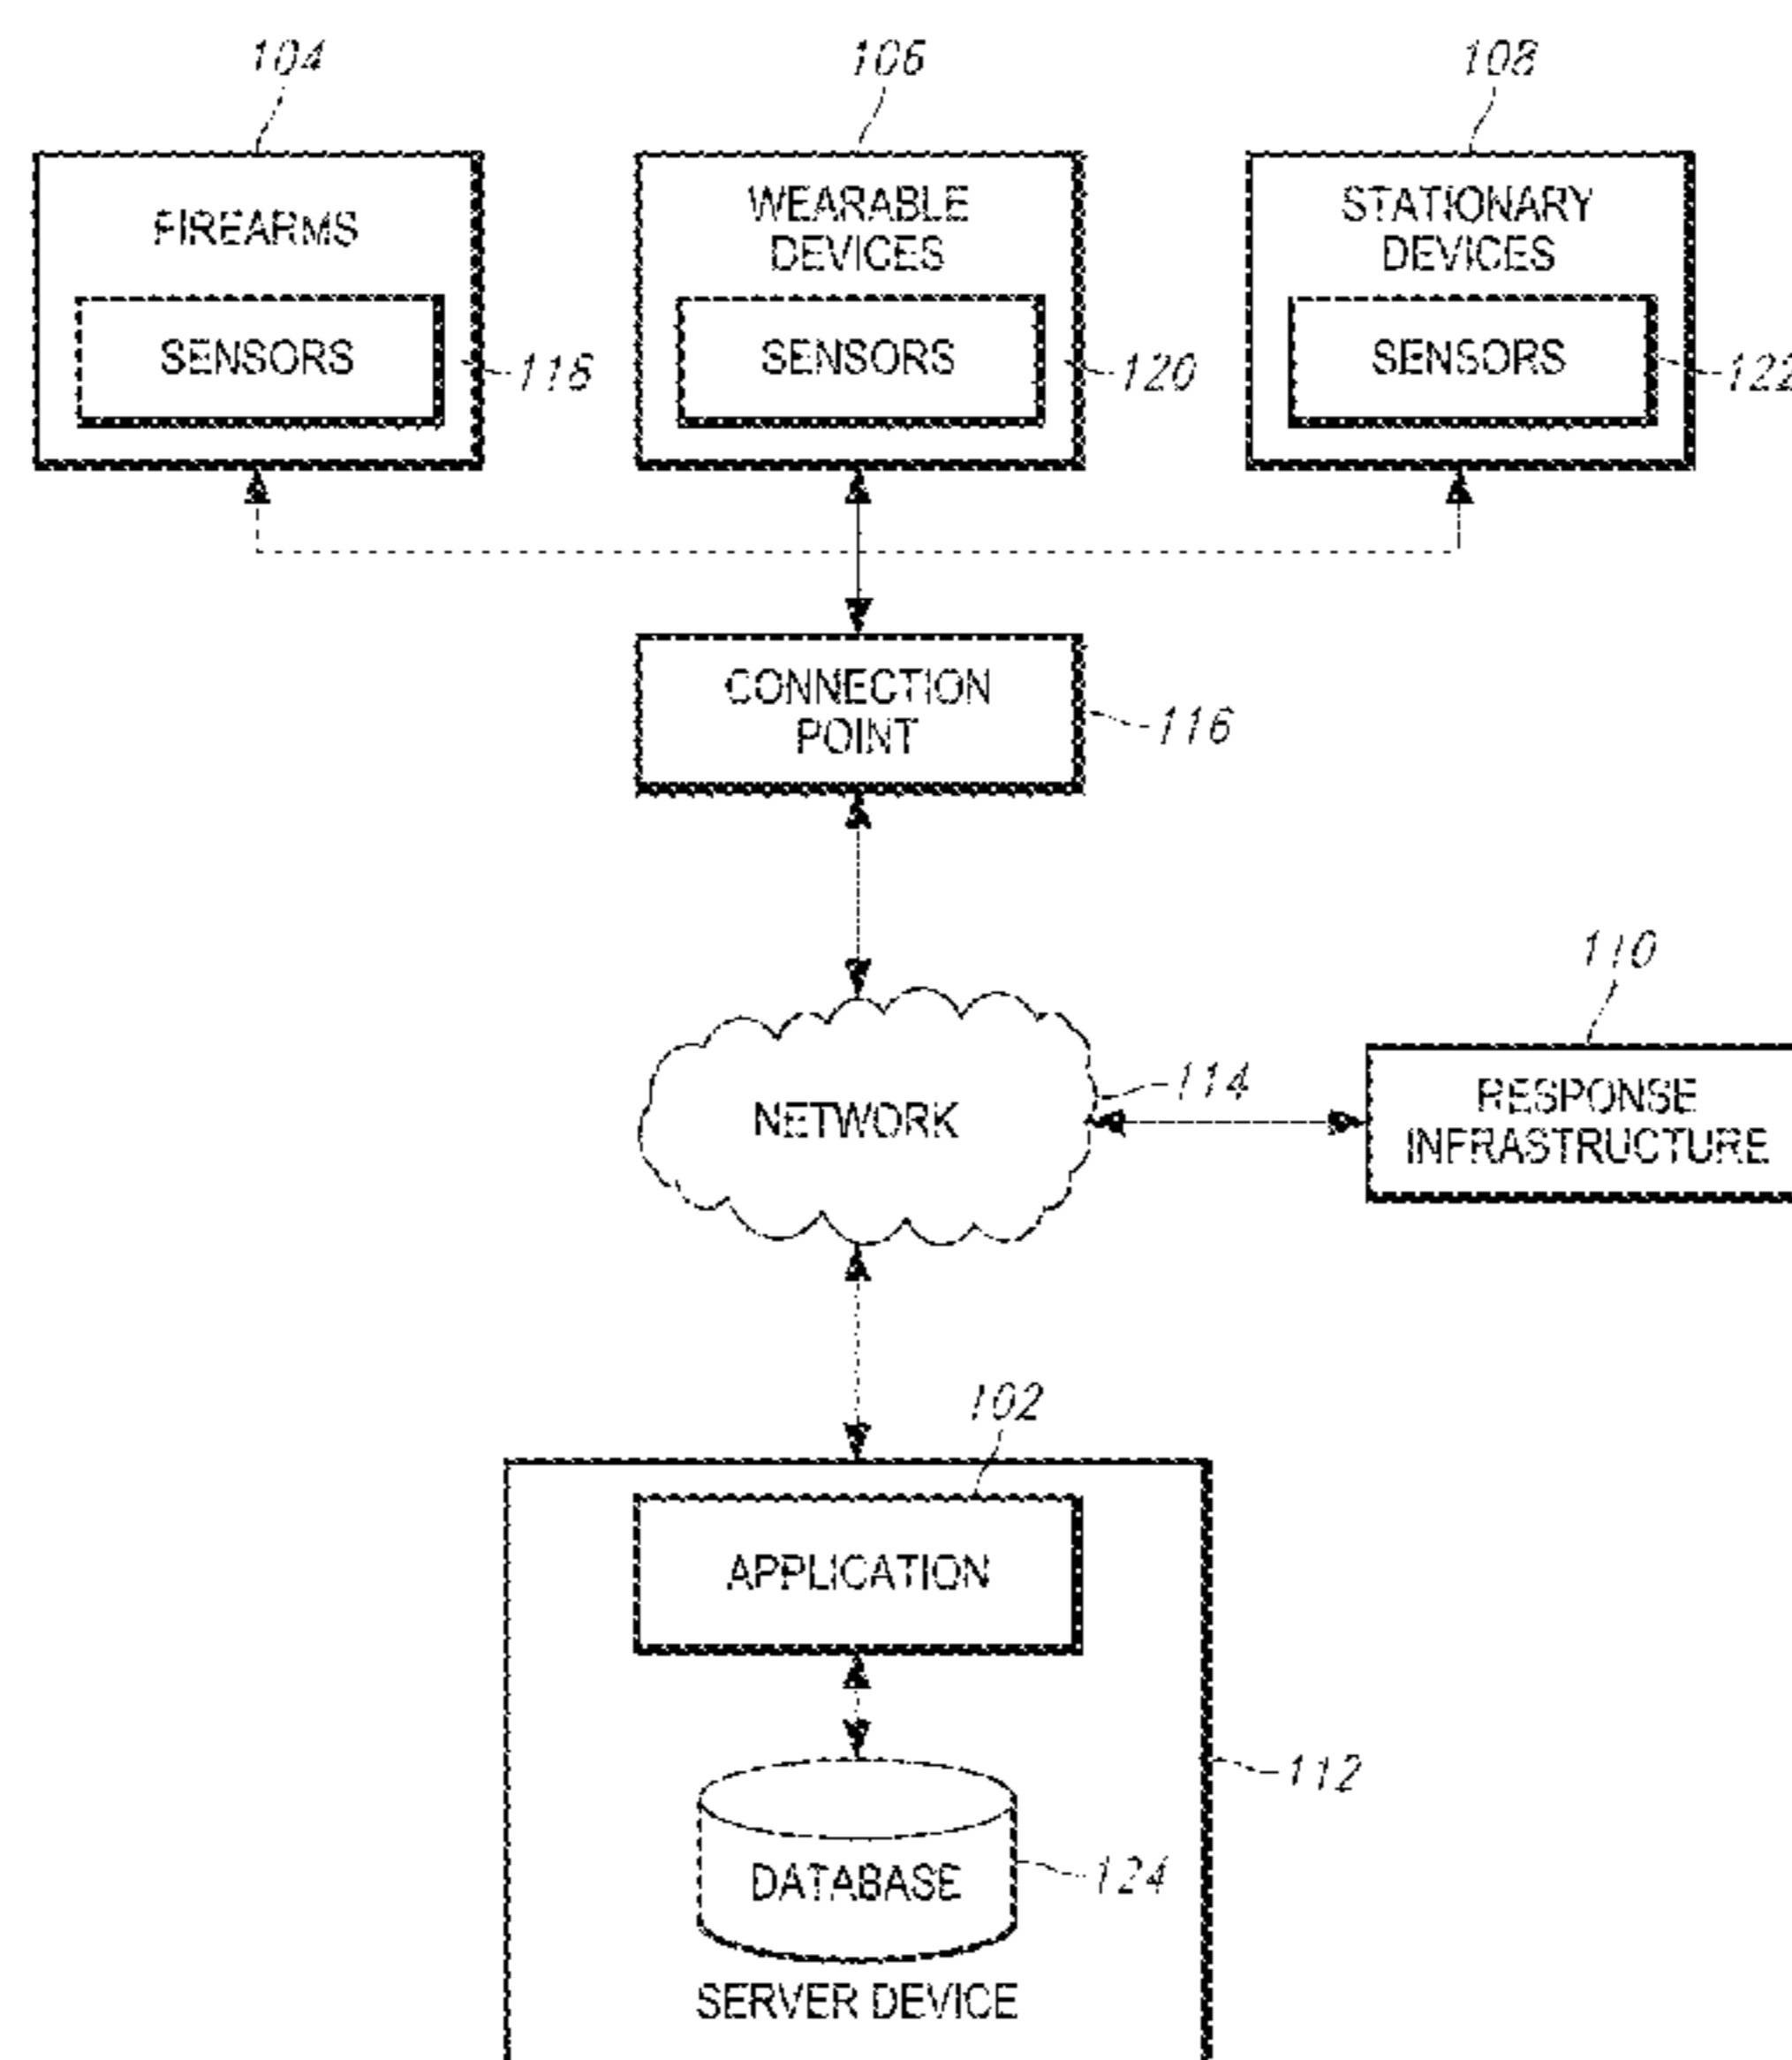 104
106
108
FIREARMS
WEARABLE
DEVICES
STATIONARY
DEVICES
SENSORS
118
SENSORS
120
SENSORS
122
CONNECTION
POINT
116
110
114
NETWORK
RESPONSE
INFRASTRUCTURE
102
APPLICATION
112
DATABASE
124
SERVER DEVICE